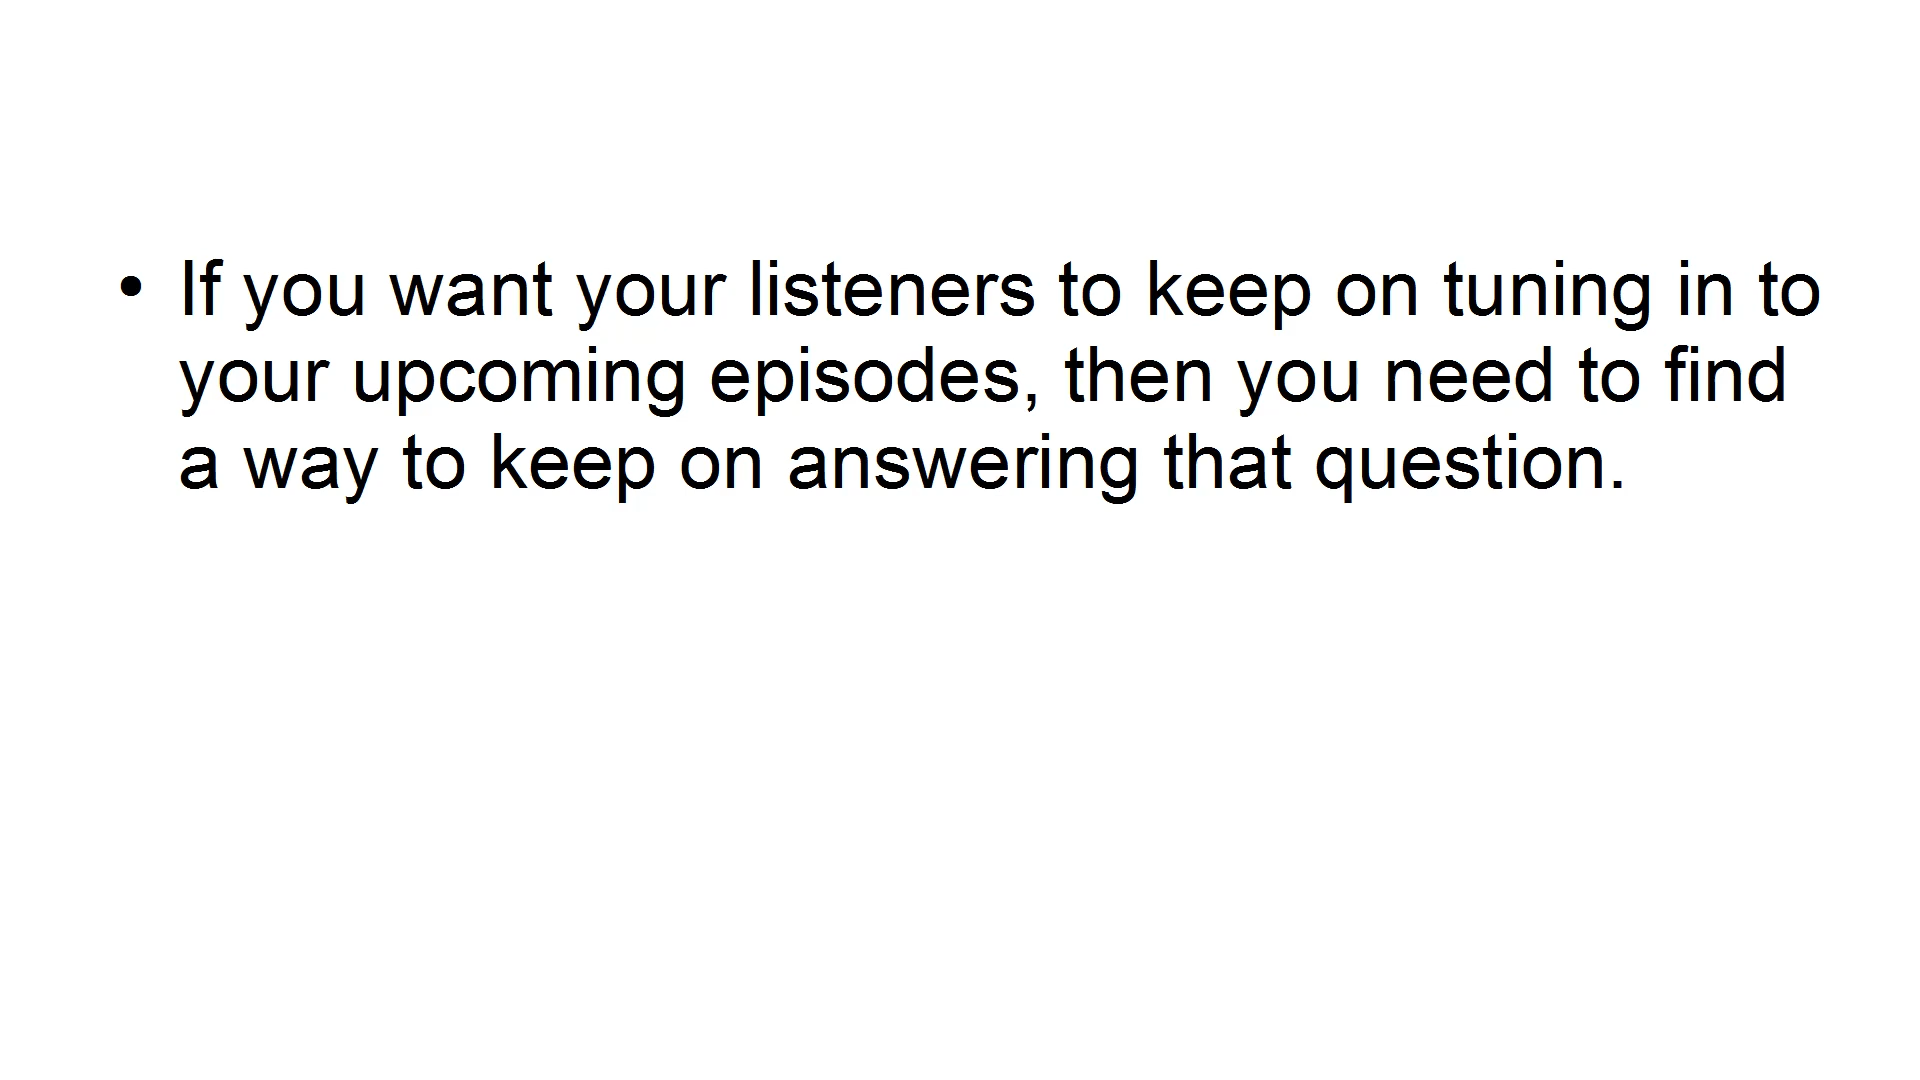 • If you want your listeners to keep on tuning in to
your upcoming episodes, then you need to find
a way to keep on answering that question.